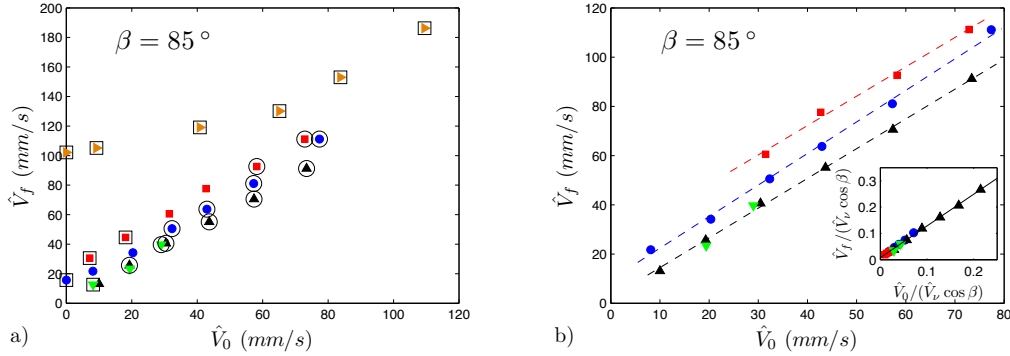 β = 85°
V̂_f (mm/s)
200
180
160
140
120
100
80
60
40
20
0
0 20 40 60 80 100 120
V̂_0 (mm/s)
a)
β = 85°
V̂_f (mm/s)
120
100
80
60
40
20
0
0 10 20 30 40 50 60 70 80
V̂_0 (mm/s)
b)
V̂_f/(V̂_ν cos β)
0.3
0.2
0.1
0
0 0.1 0.2
V̂_0/(V̂_ν cos β)